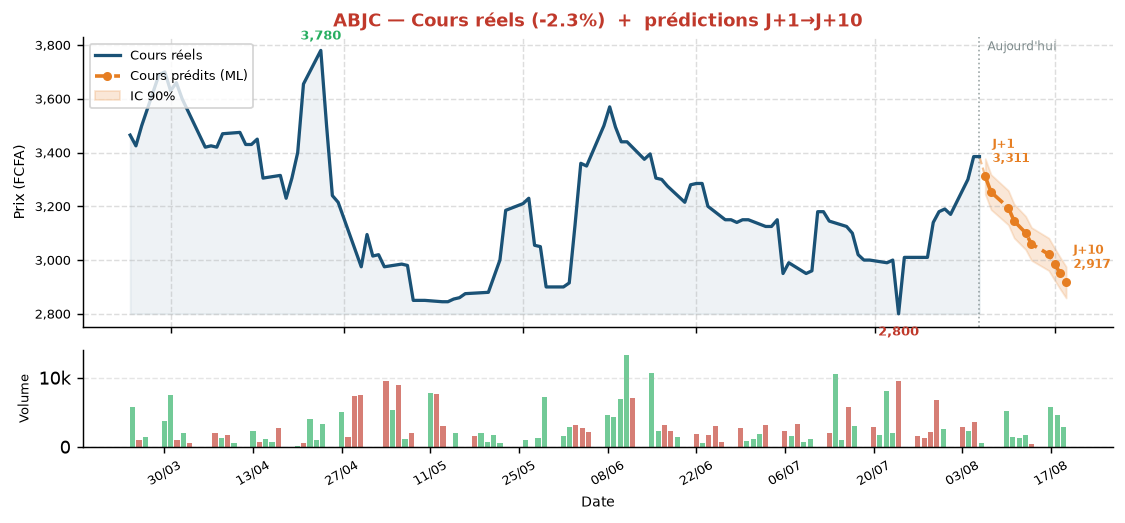 ABJC — Cours réels (-2.3%)  +  prédictions J+1→J+10
3,780
Aujourd'hui
Cours réels
Cours prédits (ML)
IC 90%
Prix (FCFA)
3,800
3,600
3,400
3,200
3,000
2,800
J+1
3,311
J+10
2,917
2,800
Volume
10k
0
30/03
13/04
27/04
11/05
25/05
08/06
22/06
06/07
20/07
03/08
17/08
Date